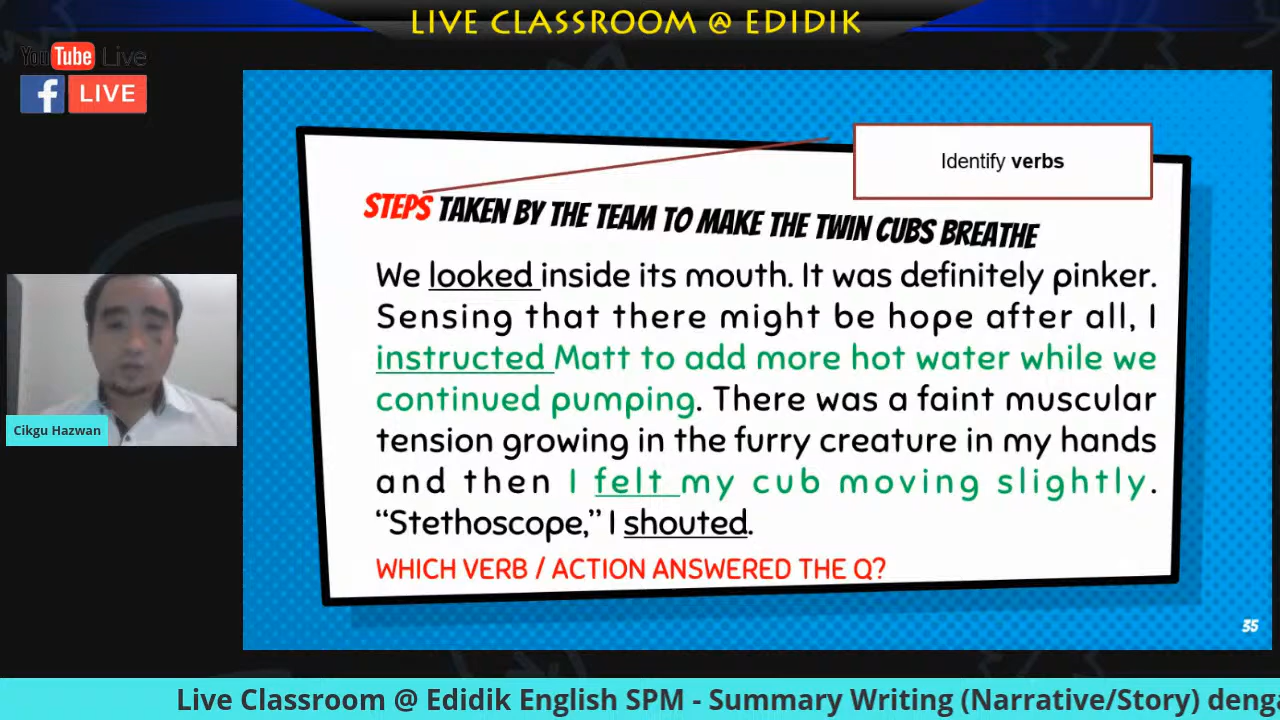 LIVE CLASSROOM @ EDIDIK
YouTube Live
f LIVE
Identify verbs
STEPS TAKEN BY THE TEAM TO MAKE THE TWIN CUBS BREATHE
We looked inside its mouth. It was definitely pinker.
Sensing that there might be hope after all, I
instructed Matt to add more hot water while we
continued pumping. There was a faint muscular
tension growing in the furry creature in my hands
and then I felt my cub moving slightly.
“Stethoscope,” I shouted.
WHICH VERB / ACTION ANSWERED THE Q?
Cikgu Hazwan
35
Live Classroom @ Edidik English SPM - Summary Writing (Narrative/Story) denga